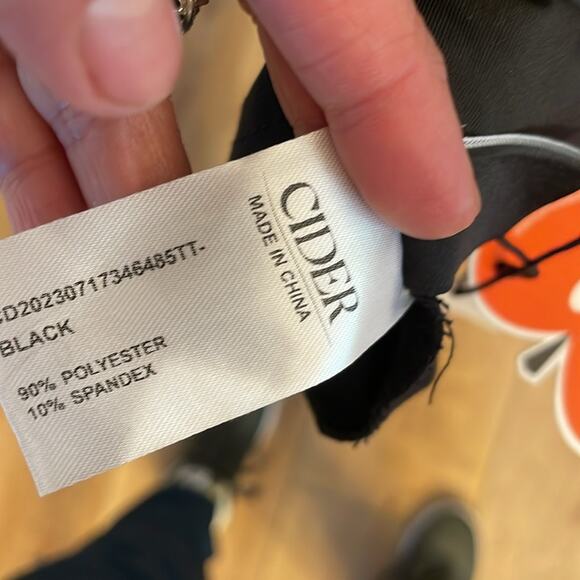 CIDER
MADE IN CHINA
CD20230717346485TT-
BLACK
90% POLYESTER
10% SPANDEX